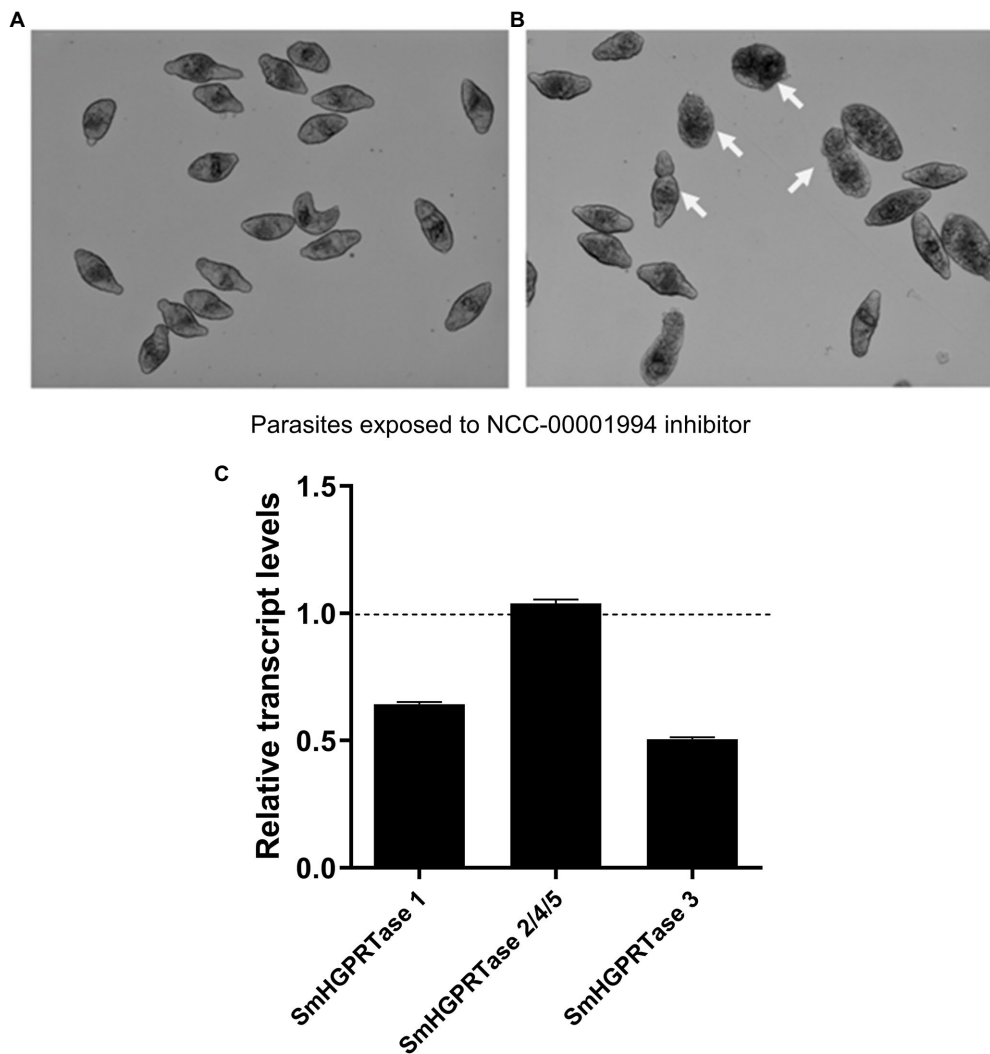 A
B
Parasites exposed to NCC-00001994 inhibitor
C
Relative transcript levels
1.5
1.0
0.5
0.0
SmHGPRTase 1
SmHGPRTase 2/4/5
SmHGPRTase 3